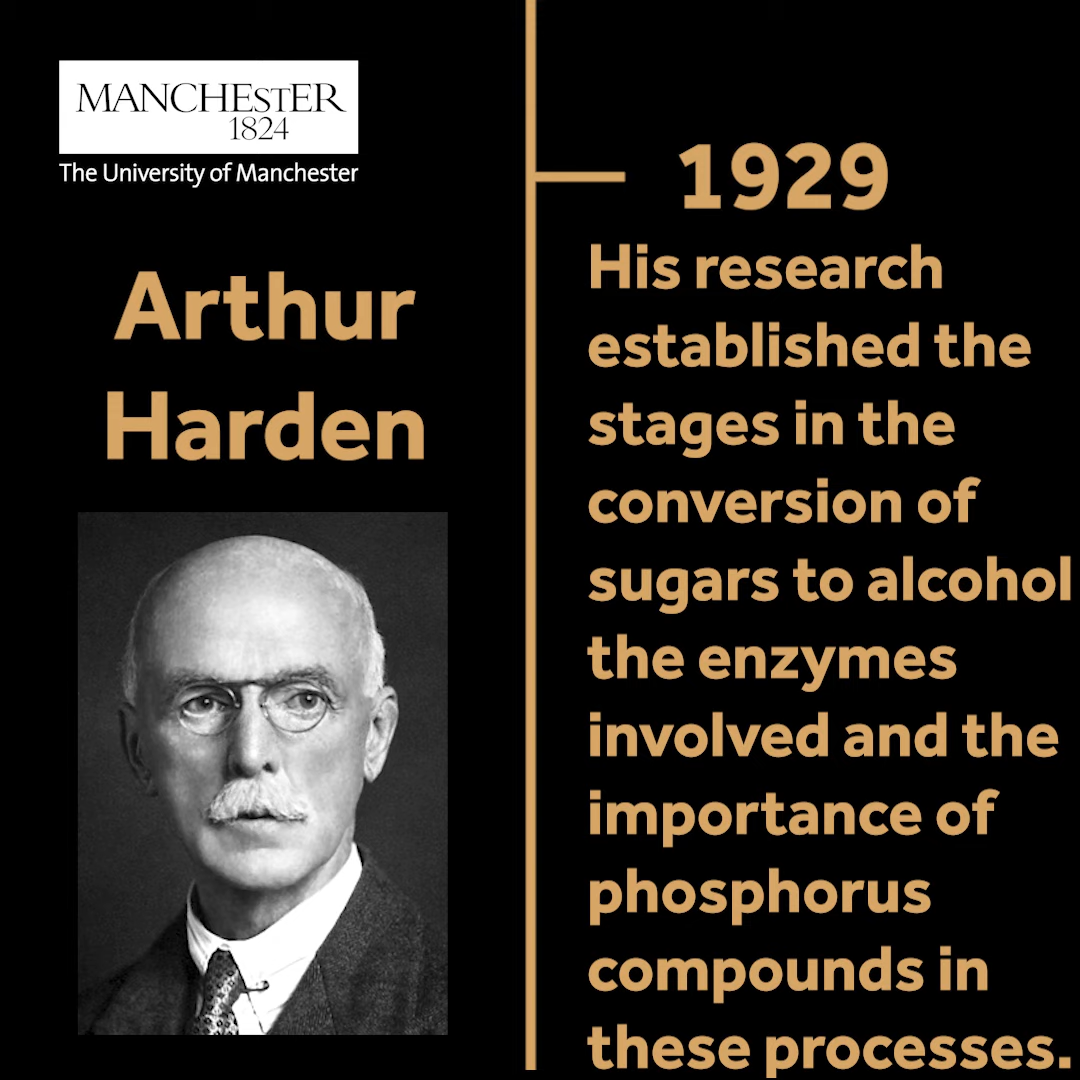 MANCHESTER
1824
The University of Manchester
Arthur
Harden
1929
His research
established the
stages in the
conversion of
sugars to alcohol
the enzymes
involved and the
importance of
phosphorus
compounds in
these processes.